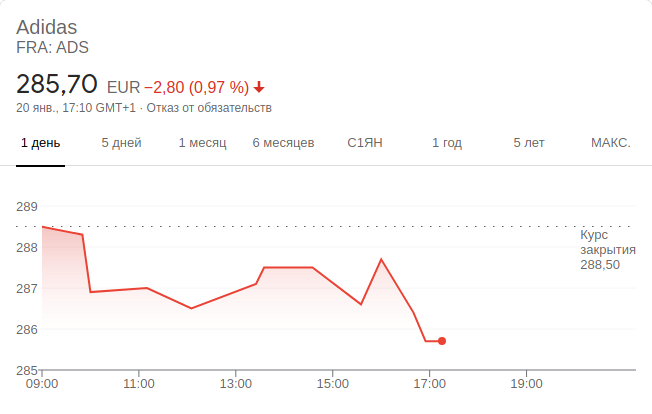 Adidas
FRA: ADS
285,70 EUR −2,80 (0,97 %)
20 янв., 17:10 GMT+1 · Отказ от обязательств
1 день 5 дней 1 месяц 6 месяцев С1ЯН 1 год 5 лет МАКС.
289
Курс
288
закрытия
288,50
287
286
285
09:00 11:00 13:00 15:00 17:00 19:00